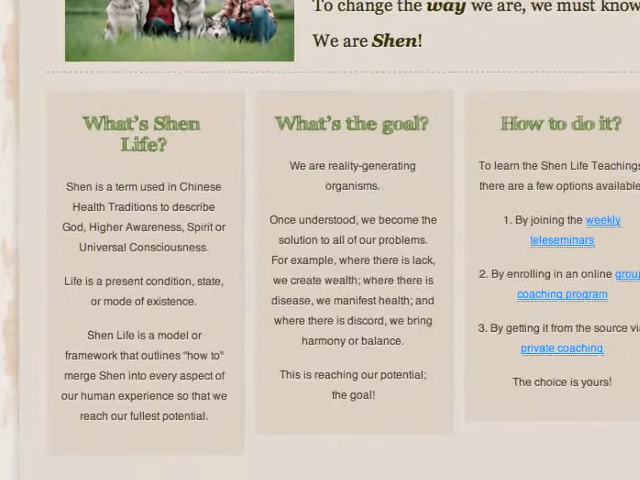 To change the way we are, we must know
We are Shen!
What's Shen
Life?
Shen is a term used in Chinese
Health Traditions to describe
God, Higher Awareness, Spirit or
Universal Consciousness.
Life is a present condition, state,
or mode of existence.
Shen Life is a model or
framework that outlines "how to"
merge Shen into every aspect of
our human experience so that we
reach our fullest potential.
What's the goal?
We are reality-generating
organisms.
Once understood, we become the
solution to all of our problems.
For example, where there is lack,
we create wealth; where there is
disease, we manifest health; and
where there is discord, we bring
harmony or balance.
This is reaching our potential;
the goal!
How to do it?
To learn the Shen Life Teachings
there are a few options available
1. By joining the weekly
teleseminars
2. By enrolling in an online group
coaching program
3. By getting it from the source via
private coaching
The choice is yours!